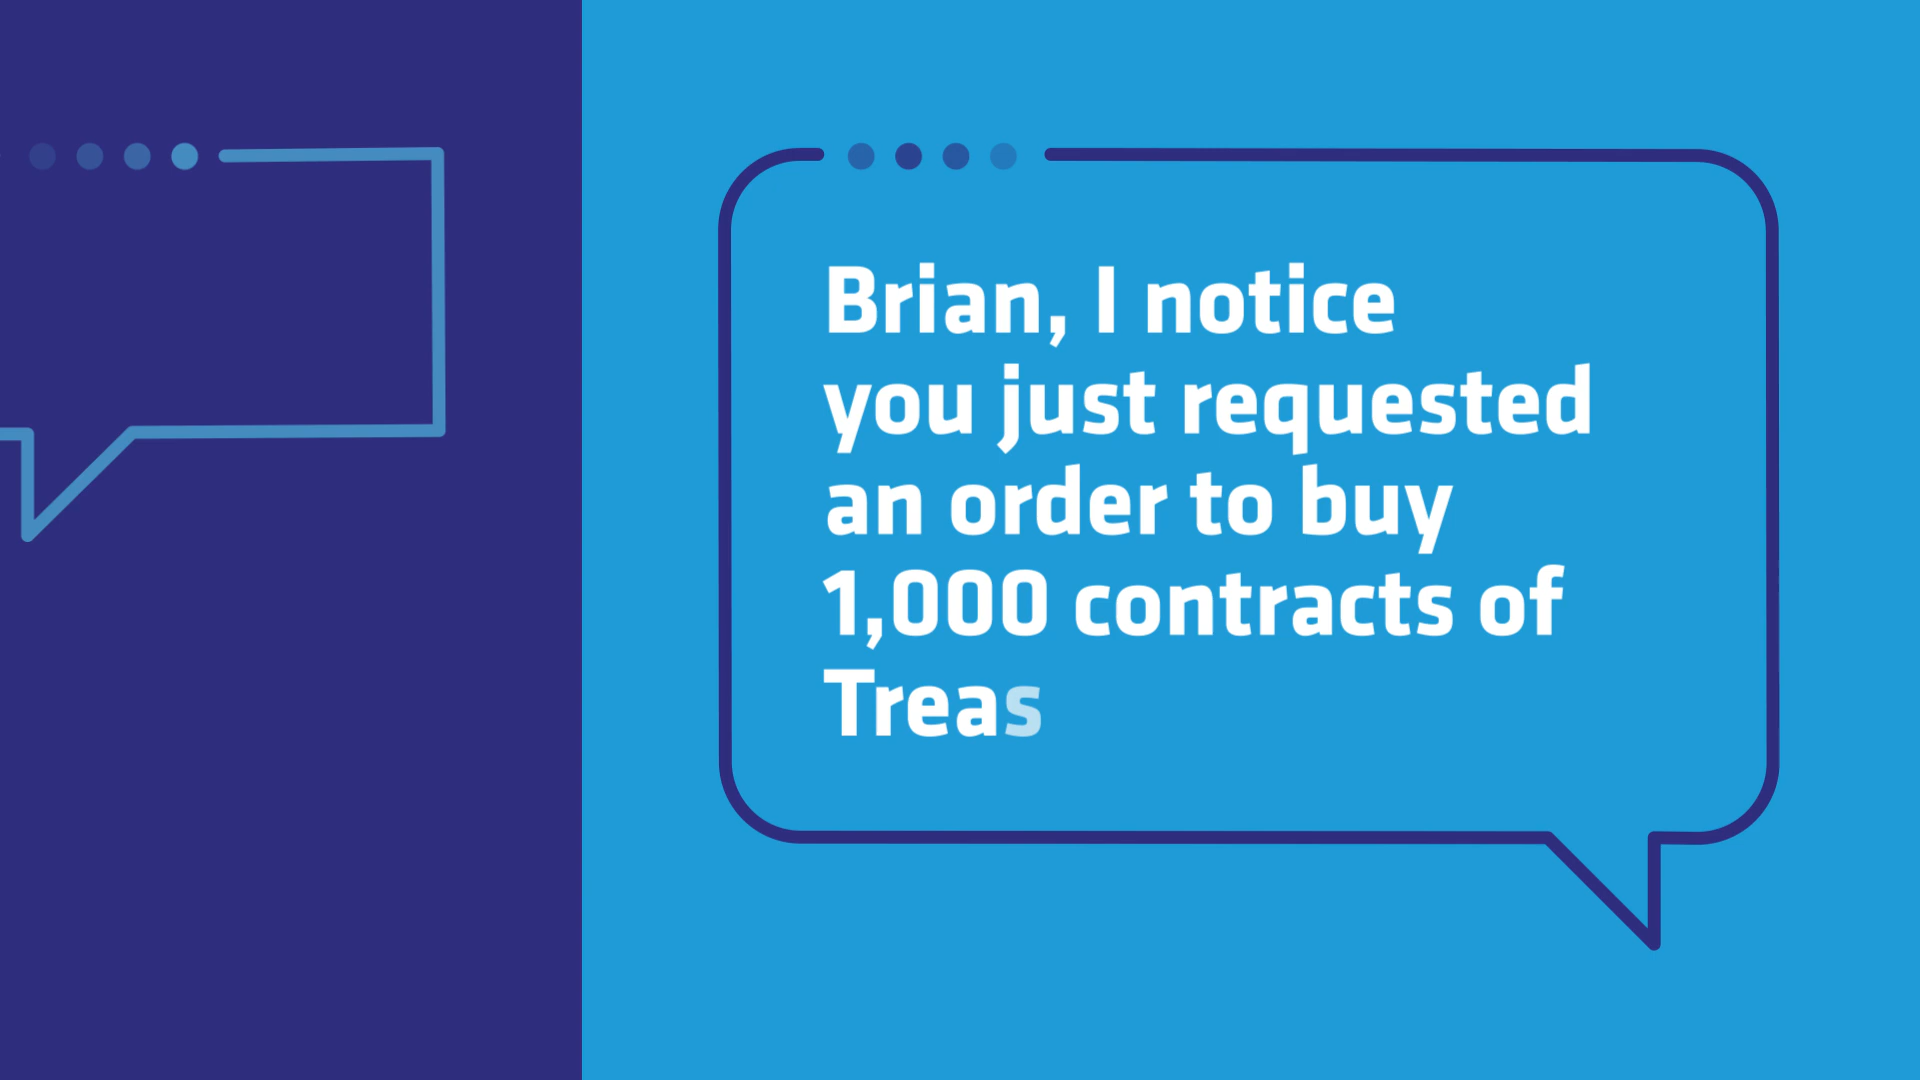 Brian, I notice
you just requested
an order to buy
1,000 contracts of
Treas